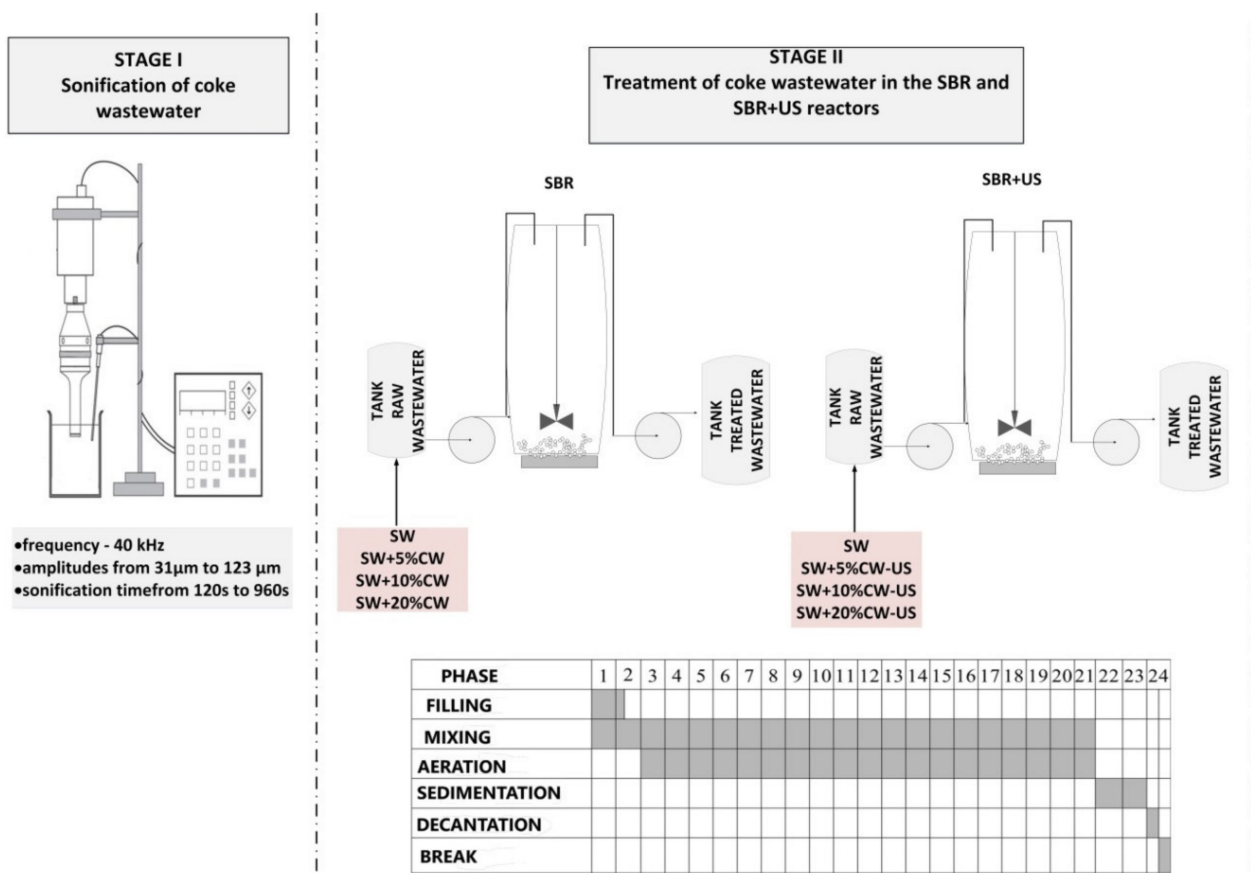 STAGE I
Sonification of coke
wastewater
•frequency - 40 kHz
•amplitudes from 31µm to 123 µm
•sonification timefrom 120s to 960s
STAGE II
Treatment of coke wastewater in the SBR and
SBR+US reactors
SBR
TANK
RAW
WASTEWATER
TANK
TREATED
WASTEWATER
SW
SW+5%CW
SW+10%CW
SW+20%CW
SBR+US
TANK
RAW
WASTEWATER
TANK
TREATED
WASTEWATER
SW
SW+5%CW-US
SW+10%CW-US
SW+20%CW-US
PHASE 1 2 3 4 5 6 7 8 9 10 11 12 13 14 15 16 17 18 19 20 21 22 23 24
FILLING
MIXING
AERATION
SEDIMENTATION
DECANTATION
BREAK